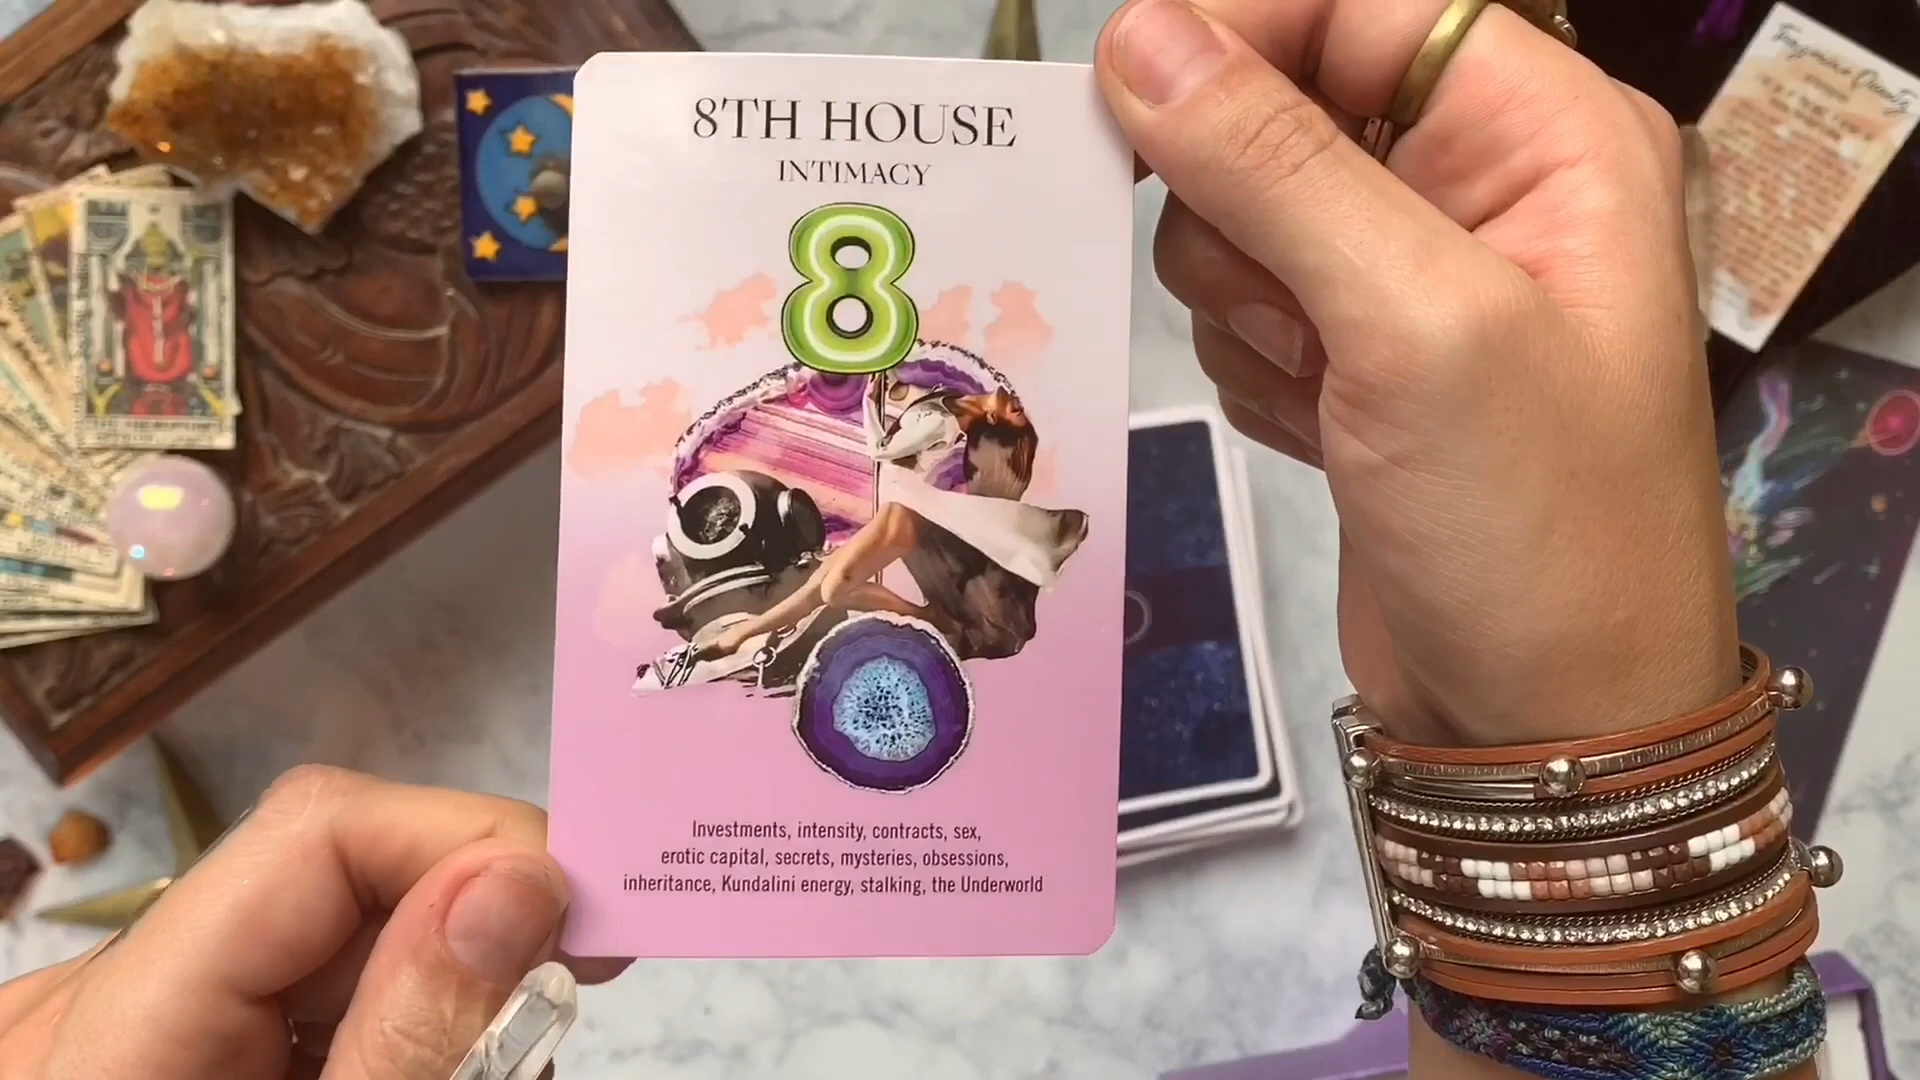 8TH HOUSE
INTIMACY
8
Investments, intensity, contracts, sex,
erotic capital, secrets, mysteries, obsessions,
inheritance, Kundalini energy, stalking, the Underworld